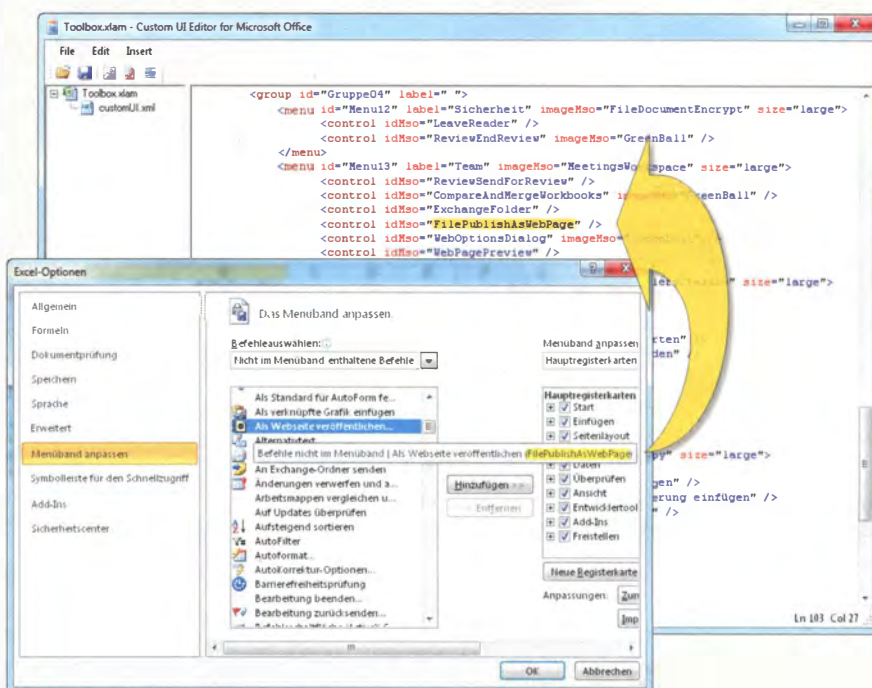 Toolbox.xlam - Custom UI Editor for Microsoft Office
File Edit Insert
Toolbox.xlam
customUI.xml
<group id="Gruppe04" label=" ">
<menu id="Menu12" label="Sicherheit" imageMso="FileDocumentEncrypt" size="large">
<control idMso="LeaveReader" />
<control idMso="ReviewEndReview" imageMso="GreenBall" />
</menu>
<menu id="Menu13" label="Team" imageMso="MeetingsWorkspace" size="large">
<control idMso="ReviewSendForReview" />
<control idMso="CompareAndMergeWorkbooks" GreenBall" />
<control idMso="ExchangeFolder" />
<control idMso="FilePublishAsWebPage" />
<control idMso="WebOptionsDialog" imageMso=
<control idMso="WebPagePreview" />
size="large">
rten"
den"
py" size="large">
gen" />
erung einfügen" />
" />
Ln 103 Col 27
Excel-Optionen
Allgemein
Formeln
Dokumentprüfung
Speichern
Sprache
Erweitert
Menüband anpassen
Symbolleiste für den Schnellzugriff
Add-Ins
Sicherheitscenter
Das Menüband anpassen.
Befehle auswählen:
Nicht im Menüband enthaltene Befehle
Als Standard für AutoForm fe...
Als verknüpfte Grafik einfügen
Als Webseite veröffentlichen...
Alternativtext
Befehle nicht im Menüband | Als Webseite veröffentlichen (FilePublishAsWebPage
An Exchange-Ordner senden
Änderungen verwerfen und a...
Arbeitsmappen vergleichen u...
Auf Updates überprüfen
Aufsteigend sortieren
AutoFilter
Autoformat...
AutoKorrektur-Optionen...
Barrierefreiheitsprüfung
Bearbeitung beenden...
Bearbeitung zurücksenden...
Hinzufügen >>
Entfernen
Menüband anpassen
Hauptregisterkarten
Hauptregisterkarten
Start
Einfügen
Seitenlayout
Daten
Überprüfen
Ansicht
Entwicklertool
Add-Ins
Freistellen
Neue Registerkarte
Anpassungen: Zur
Imp
OK Abbrechen